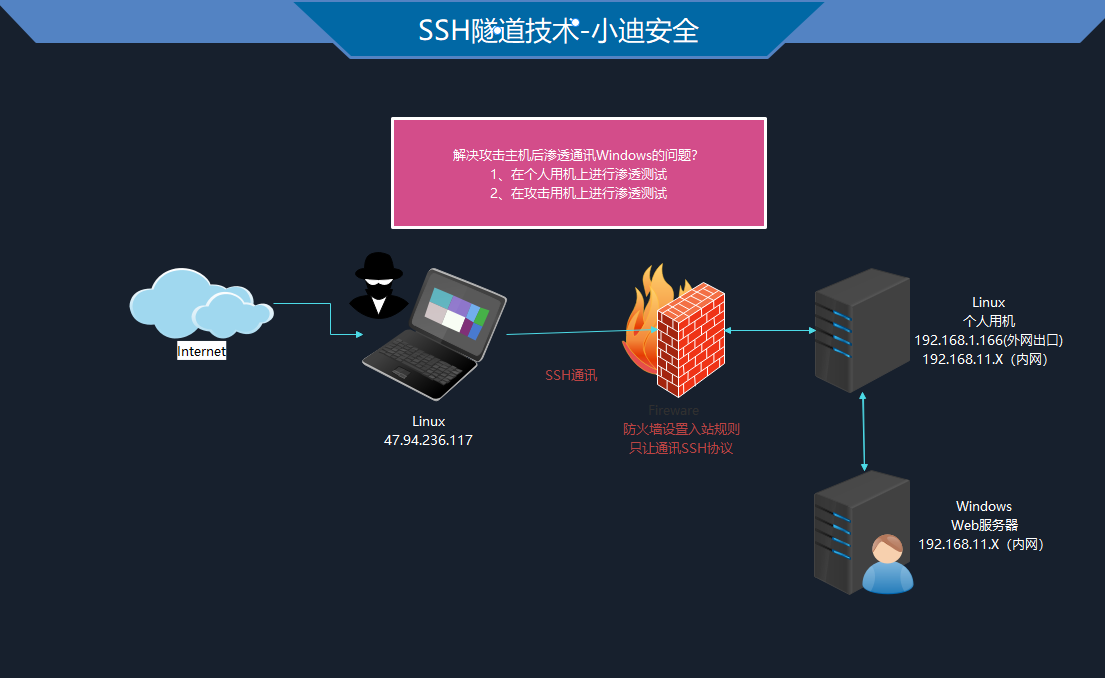 SSH隧道技术-小迪安全
解决攻击主机后渗透通讯Windows的问题?
1、在个人用机上进行渗透测试
2、在攻击用机上进行渗透测试
Internet
Linux
47.94.236.117
SSH通讯
Fireware
防火墙设置入站规则
只让通讯SSH协议
Linux
个人用机
192.168.1.166(外网出口)
192.168.11.X（内网）
Windows
Web服务器
192.168.11.X（内网）